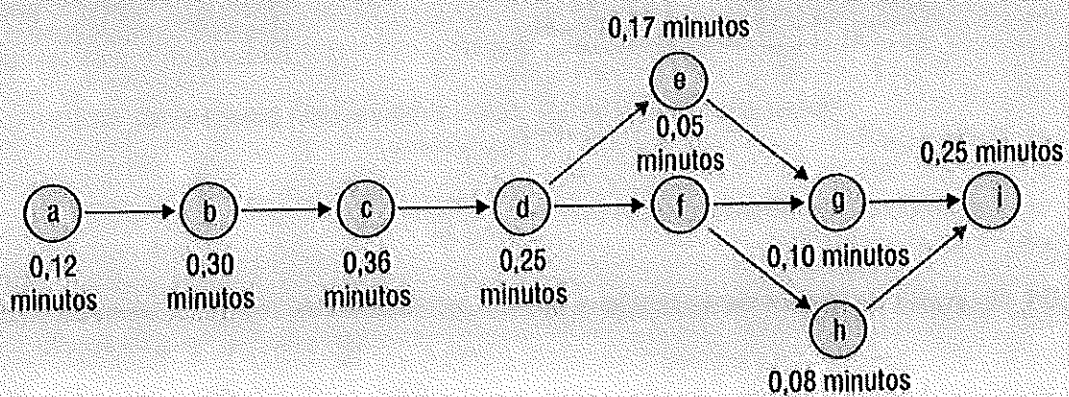 0,17 minutos
e
0,05
minutos
0,25 minutos
a
b
c
d
f
g
i
0,12
minutos
0,30
minutos
0,36
minutos
0,25
minutos
0,10 minutos
h
0,08 minutos